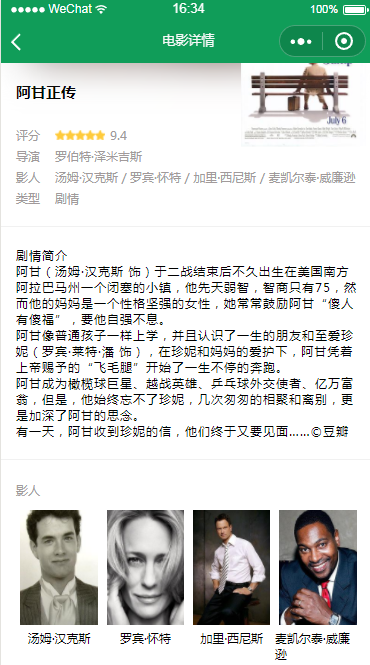 WeChat 16:34 100%
电影详情
July 6
阿甘正传
评分 9.4
导演 罗伯特·泽米吉斯
影人 汤姆·汉克斯 / 罗宾·怀特 / 加里·西尼斯 / 麦凯尔泰·威廉逊
类型 剧情
剧情简介
阿甘（汤姆·汉克斯 饰）于二战结束后不久出生在美国南方
阿拉巴马州一个闭塞的小镇，他先天弱智，智商只有75，然
而他的妈妈是一个性格坚强的女性，她常常鼓励阿甘“傻人
有傻福”，要他自强不息。
阿甘像普通孩子一样上学，并且认识了一生的朋友和至爱珍
妮（罗宾·莱特·潘 饰），在珍妮和妈妈的爱护下，阿甘凭着
上帝赐予的“飞毛腿”开始了一生不停的奔跑。
阿甘成为橄榄球巨星、越战英雄、乒乓球外交使者、亿万富
翁，但是，他始终忘不了珍妮，几次匆匆的相聚和离别，更
是加深了阿甘的思念。
有一天，阿甘收到珍妮的信，他们终于又要见面……©豆瓣
影人
汤姆·汉克斯 罗宾·怀特 加里·西尼斯 麦凯尔泰·威廉
逊